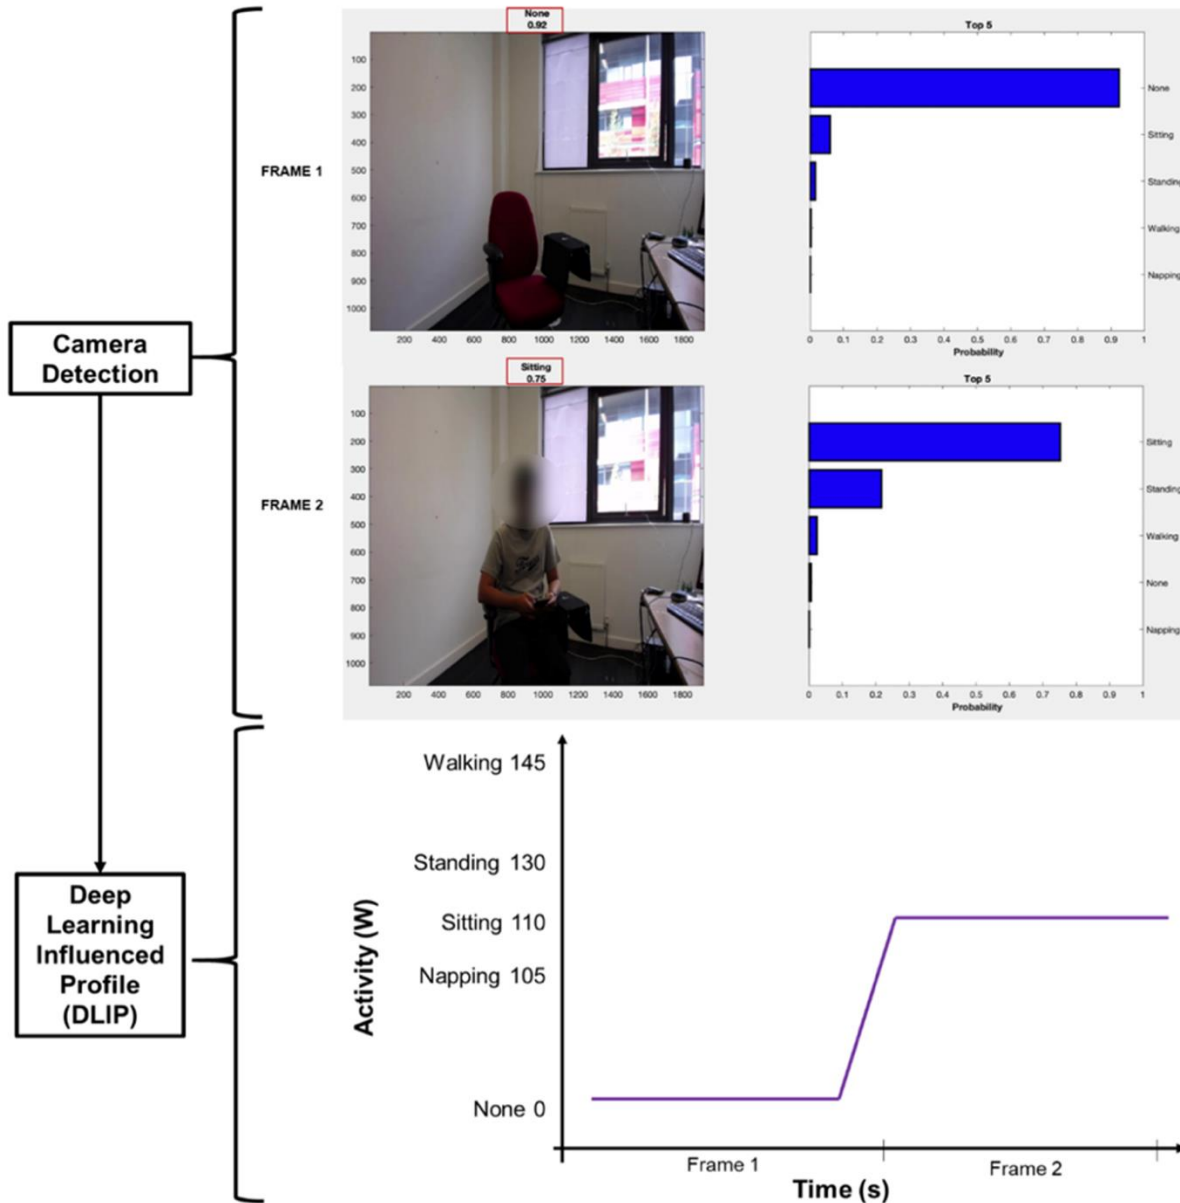 None
0.92
Top 5
100
200
300
400
500
600
700
800
900
1000
200 400 600 800 1000 1200 1400 1600 1800
None
Sitting
Standing
Walking
Napping
0 0.1 0.2 0.3 0.4 0.5 0.6 0.7 0.8 0.9 1
Probability
FRAME 1
Camera
Detection
Sitting
0.75
Top 5
100
200
300
400
500
600
700
800
900
1000
200 400 600 800 1000 1200 1400 1600 1800
Sitting
Standing
Walking
None
Napping
0 0.1 0.2 0.3 0.4 0.5 0.6 0.7 0.8 0.9 1
Probability
FRAME 2
Deep
Learning
Influenced
Profile
(DLIP)
Activity (W)
Walking 145
Standing 130
Sitting 110
Napping 105
None 0
Frame 1
Frame 2
Time (s)